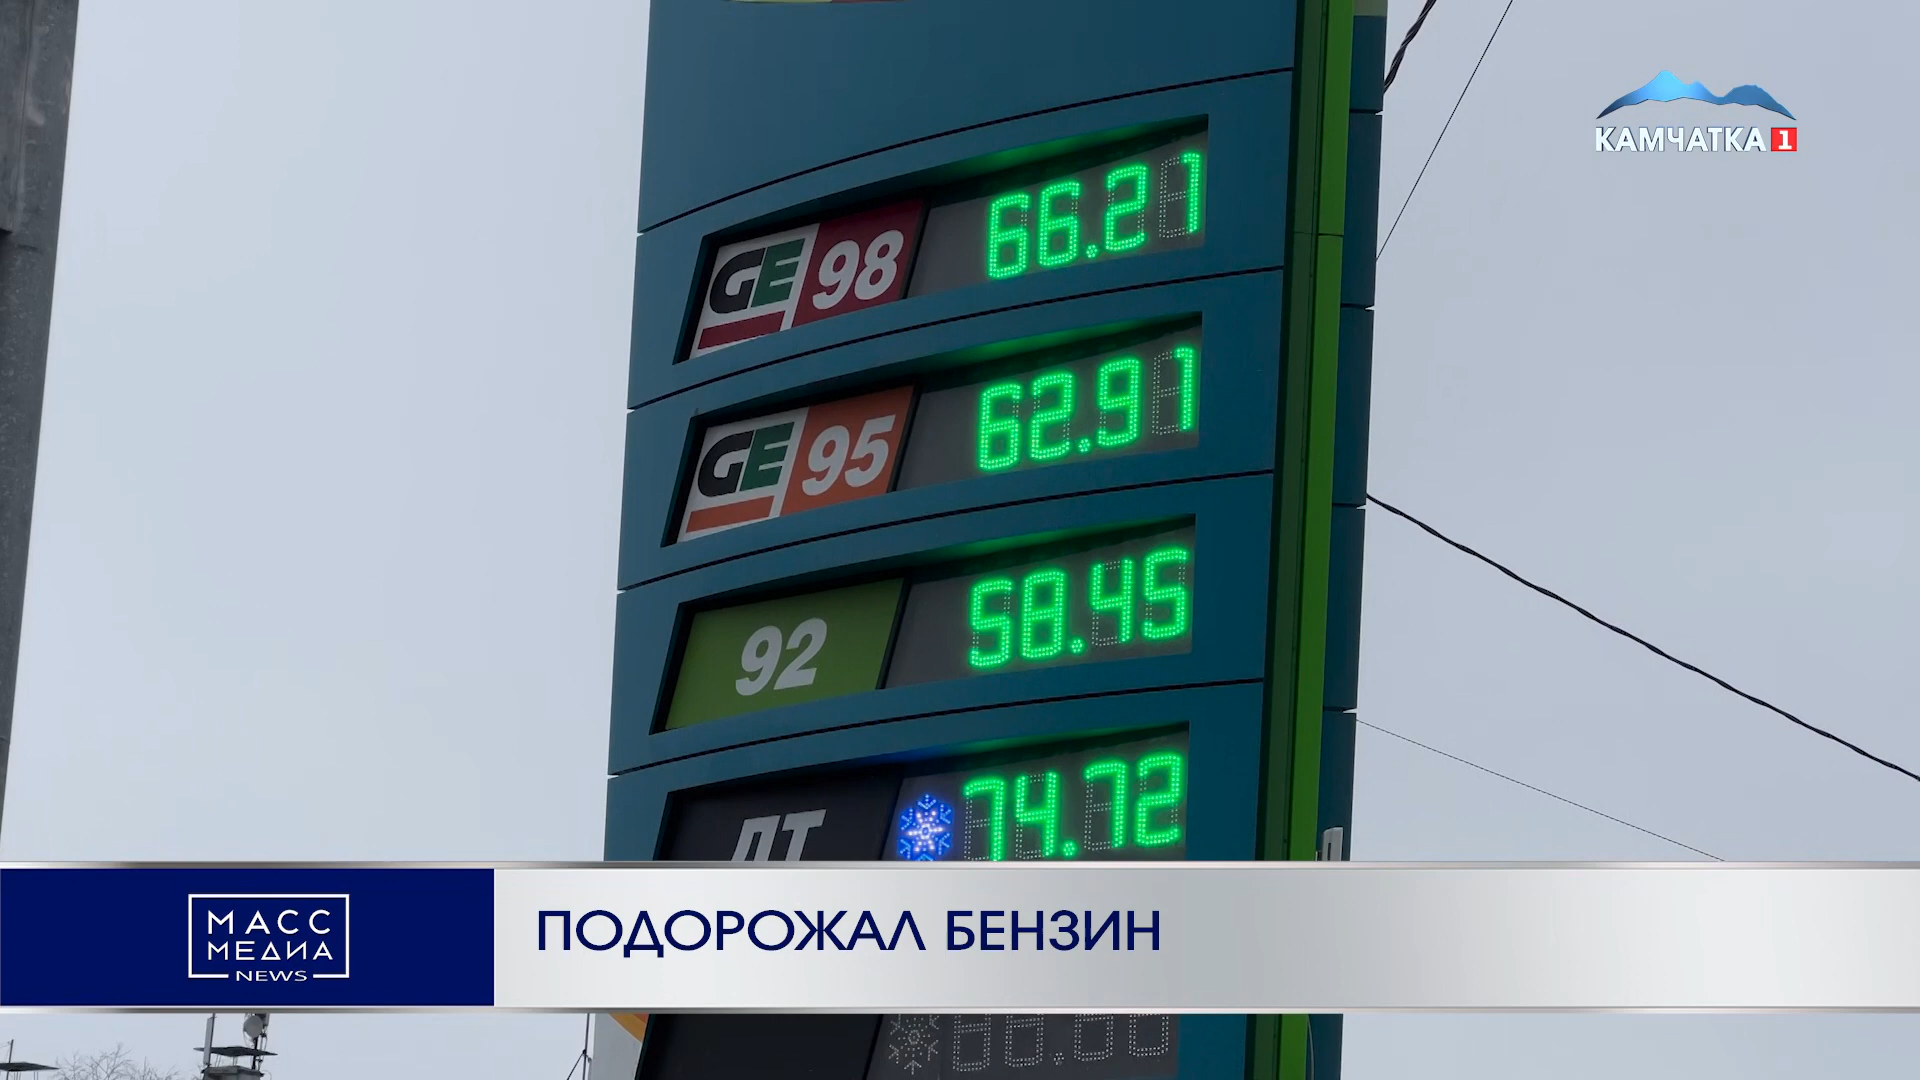 КАМЧАТКА 1
GE 98 66.21
GE 95 62.91
92 58.45
ДТ 74.72
МАСС
МЕДИА
NEWS
ПОДОРОЖАЛ БЕНЗИН